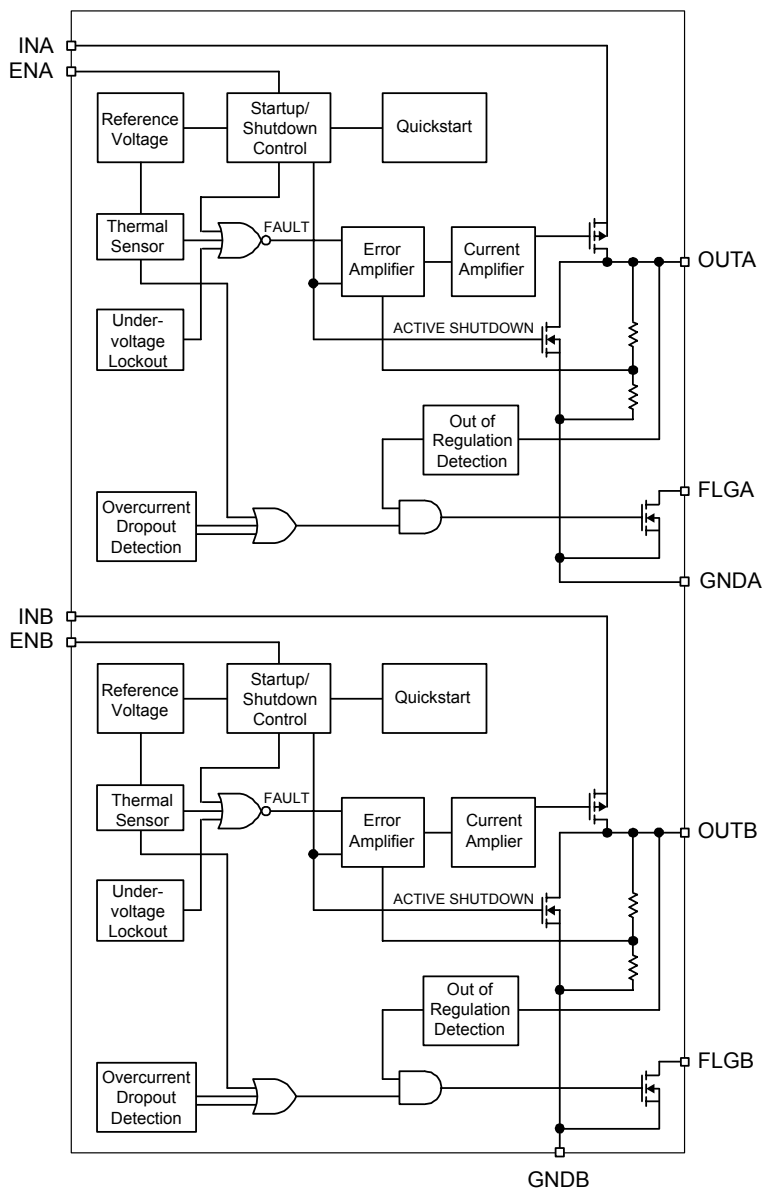 INA
ENA
Reference
Voltage
Startup/
Shutdown
Control
Quickstart
Thermal
Sensor
FAULT
Error
Amplifier
Current
Amplifier
OUTA
Under-
voltage
Lockout
ACTIVE SHUTDOWN
Out of
Regulation
Detection
Overcurrent
Dropout
Detection
FLGA
GNDA
INB
ENB
Reference
Voltage
Startup/
Shutdown
Control
Quickstart
Thermal
Sensor
FAULT
Error
Amplifier
Current
Amplier
OUTB
Under-
voltage
Lockout
ACTIVE SHUTDOWN
Out of
Regulation
Detection
Overcurrent
Dropout
Detection
FLGB
GNDB